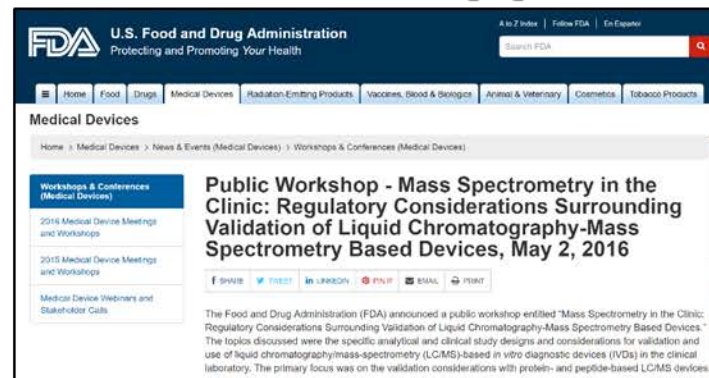 A to Z Index | Follow FDA | En Español
FDA U.S. Food and Drug Administration
Protecting and Promoting Your Health
Search FDA
≡ Home Food Drugs Medical Devices Radiation-Emitting Products Vaccines, Blood & Biologics Animal & Veterinary Cosmetics Tobacco Products
Medical Devices
Home > Medical Devices > News & Events (Medical Devices) > Workshops & Conferences (Medical Devices)
Workshops & Conferences
(Medical Devices)
2016 Medical Device Meetings
and Workshops
2015 Medical Device Meetings
and Workshops
Medical Device Webinars and
Stakeholder Calls
Public Workshop - Mass Spectrometry in the
Clinic: Regulatory Considerations Surrounding
Validation of Liquid Chromatography-Mass
Spectrometry Based Devices, May 2, 2016
f SHARE TWEET in LINKEDIN PIN IT EMAIL PRINT
The Food and Drug Administration (FDA) announced a public workshop entitled "Mass Spectrometry in the Clinic:
Regulatory Considerations Surrounding Validation of Liquid Chromatography-Mass Spectrometry Based Devices."
The topics discussed were the specific analytical and clinical study designs and considerations for validation and
use of liquid chromatography/mass-spectrometry (LC/MS)-based in vitro diagnostic devices (IVDs) in the clinical
laboratory. The primary focus was on the validation considerations with protein- and peptide-based LC/MS devices